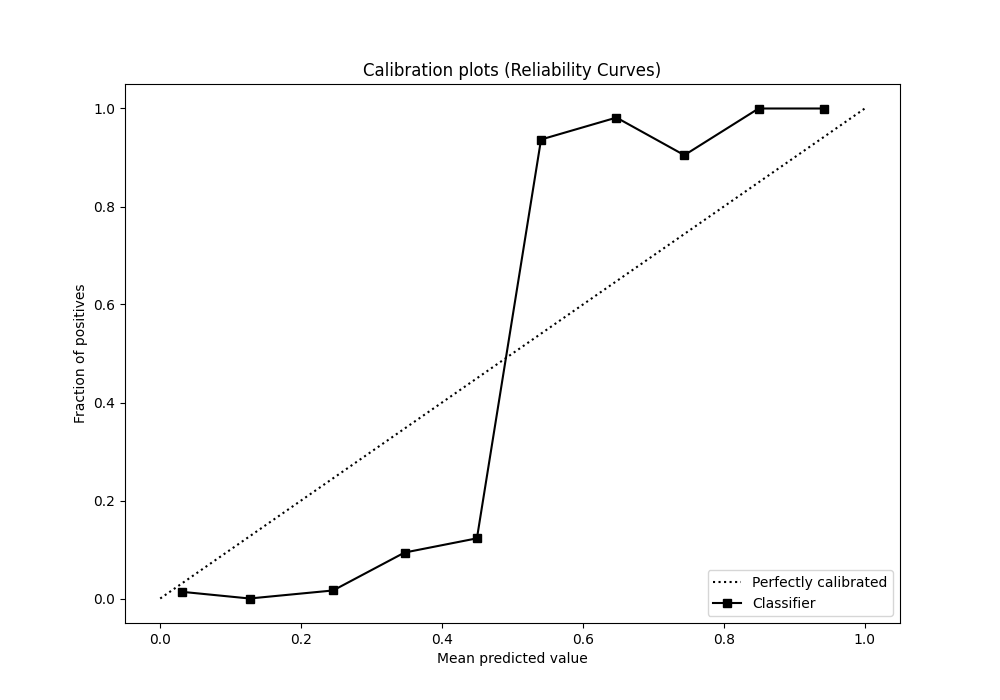 Calibration plots (Reliability Curves)
1.0
0.8
0.6
0.4
0.2
0.0
Fraction of positives
0.0 0.2 0.4 0.6 0.8 1.0
Mean predicted value
Perfectly calibrated
Classifier